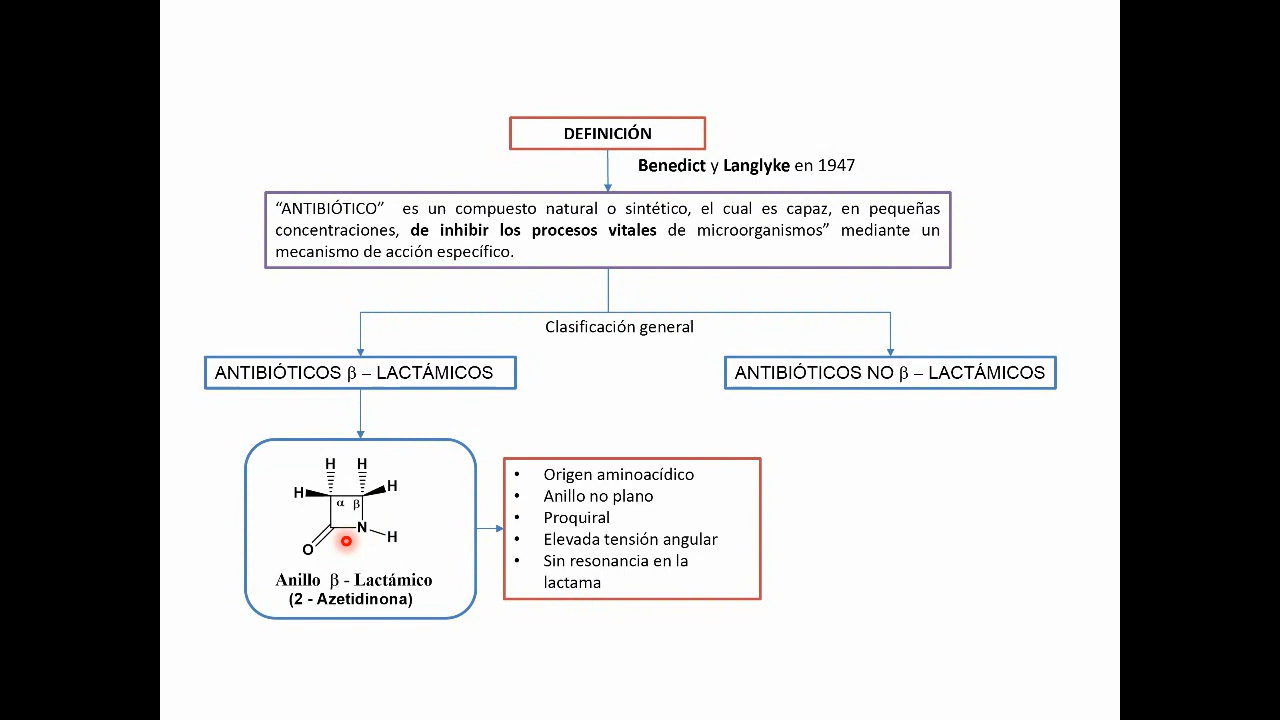 DEFINICIÓN
Benedict y Langlyke en 1947
“ANTIBIÓTICO” es un compuesto natural o sintético, el cual es capaz, en pequeñas
concentraciones, de inhibir los procesos vitales de microorganismos” mediante un
mecanismo de acción específico.
Clasificación general
ANTIBIÓTICOS β – LACTÁMICOS
ANTIBIÓTICOS NO β – LACTÁMICOS
H H
H H
α β
N
H
O
Anillo β - Lactámico
(2 - Azetidinona)
• Origen aminoacídico
• Anillo no plano
• Proquiral
• Elevada tensión angular
• Sin resonancia en la
lactama